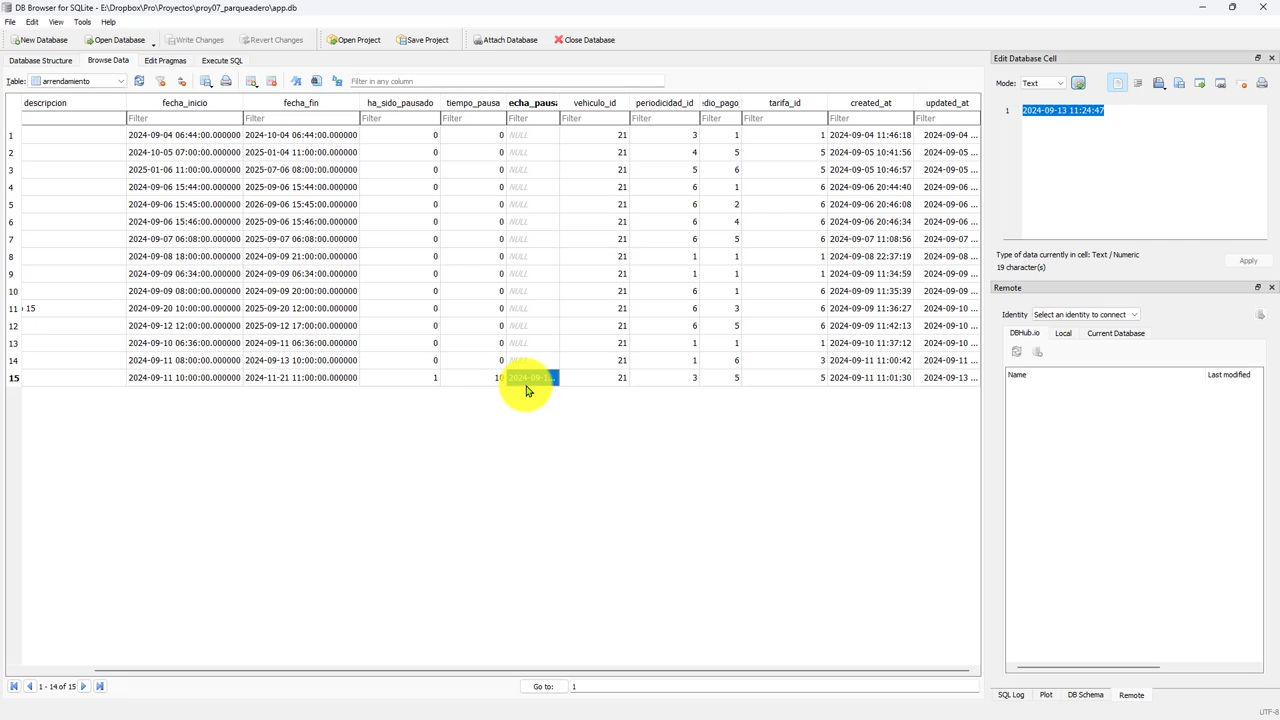 DB Browser for SQLite - E:\Dropbox\Pro\Proyectos\proy07_parqueadero\app.db
File Edit View Tools Help
New Database Open Database Write Changes Revert Changes Open Project Save Project Attach Database Close Database
Database Structure Browse Data Edit Pragmas Execute SQL
Table: arrendamiento Filter in any column
descripcion fecha_inicio fecha_fin ha_sido_pausado tiempo_pausa echa_pausa vehiculo_id periodicidad_id dio_pago tarifa_id created_at updated_at
Filter Filter Filter Filter Filter Filter Filter Filter Filter Filter Filter
1 2024-09-04 06:44:00.000000 2024-10-04 06:44:00.000000 0 0 NULL 21 3 1 1 2024-09-04 11:46:18 2024-09-04 ...
2 2024-10-05 07:00:00.000000 2025-01-04 11:00:00.000000 0 0 NULL 21 4 5 5 2024-09-05 10:41:56 2024-09-05 ...
3 2025-01-06 11:00:00.000000 2025-07-06 08:00:00.000000 0 0 NULL 21 5 6 5 2024-09-05 10:46:57 2024-09-05 ...
4 2024-09-06 15:44:00.000000 2025-09-06 15:44:00.000000 0 0 NULL 21 6 1 6 2024-09-06 20:44:40 2024-09-06 ...
5 2025-09-06 15:45:00.000000 2026-09-06 15:45:00.000000 0 0 NULL 21 6 2 6 2024-09-06 20:46:08 2024-09-06 ...
6 2024-09-06 15:46:00.000000 2025-09-06 15:46:00.000000 0 0 NULL 21 6 4 6 2024-09-06 20:46:34 2024-09-06 ...
7 2024-09-07 06:08:00.000000 2025-09-07 06:08:00.000000 0 0 NULL 21 6 5 6 2024-09-07 11:08:56 2024-09-07 ...
8 2024-09-08 18:00:00.000000 2024-09-08 21:00:00.000000 0 0 NULL 21 1 1 1 2024-09-08 22:37:19 2024-09-08 ...
9 2024-09-09 06:34:00.000000 2024-09-09 06:34:00.000000 0 0 NULL 21 1 1 1 2024-09-09 11:34:59 2024-09-09 ...
10 2024-09-09 08:00:00.000000 2024-09-09 20:00:00.000000 0 0 NULL 21 6 1 6 2024-09-09 11:35:39 2024-09-09 ...
11 15 2024-09-20 10:00:00.000000 2025-09-20 12:00:00.000000 0 0 NULL 21 6 3 6 2024-09-09 11:36:27 2024-09-10 ...
12 2024-09-12 12:00:00.000000 2025-09-12 17:00:00.000000 0 0 NULL 21 6 5 6 2024-09-09 11:42:13 2024-09-10 ...
13 2024-09-10 06:36:00.000000 2024-09-11 06:36:00.000000 0 0 NULL 21 1 1 1 2024-09-10 11:37:12 2024-09-10 ...
14 2024-09-11 08:00:00.000000 2024-09-13 10:00:00.000000 0 0 NULL 21 1 6 3 2024-09-11 11:00:42 2024-09-11 ...
15 2024-09-11 10:00:00.000000 2024-11-21 11:00:00.000000 1 10 2024-09-1... 21 3 5 5 2024-09-11 11:01:30 2024-09-13 ...
1 - 14 of 15 Go to: 1
Edit Database Cell
Mode: Text
1 2024-09-13 11:24:47
Type of data currently in cell: Text / Numeric
19 character(s)
Apply
Remote
Identity Select an identity to connect
DBHub.io Local Current Database
Name Last modified
SQL Log Plot DB Schema Remote
UTF-8